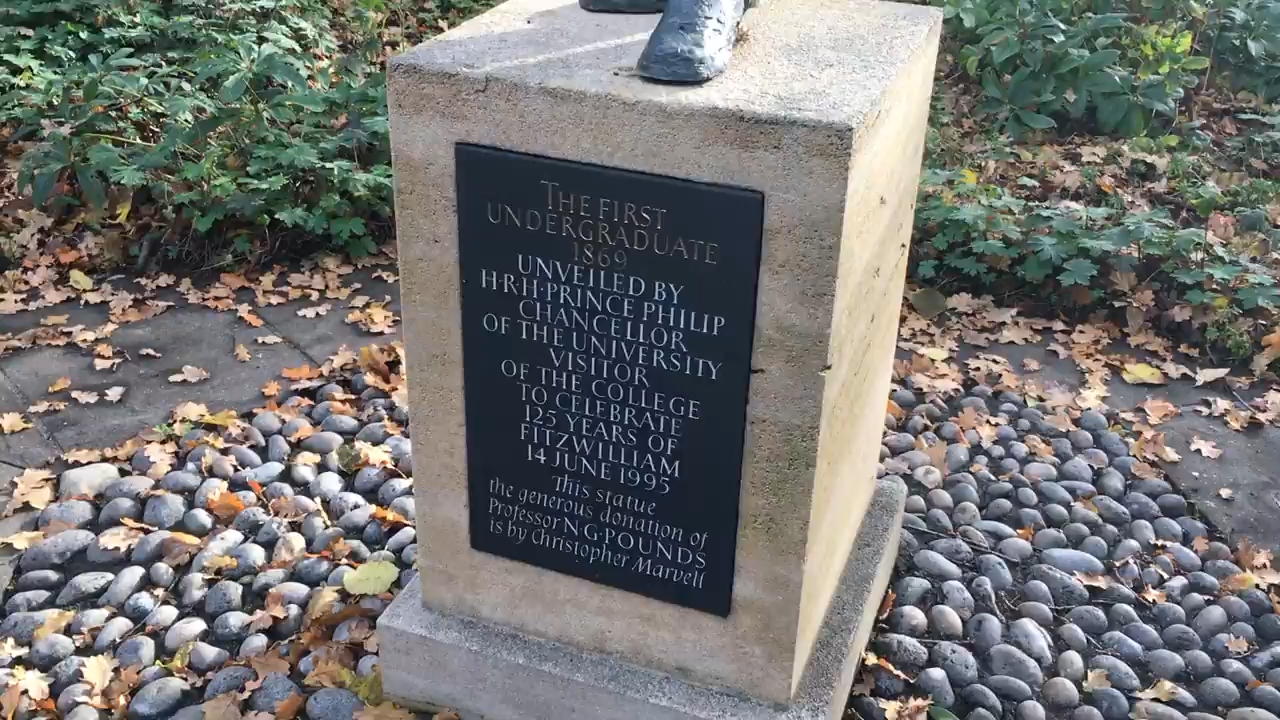 THE FIRST
UNDERGRADUATE
1869
UNVEILED BY
H·R·H·PRINCE PHILIP
CHANCELLOR
OF THE UNIVERSITY
VISITOR
OF THE COLLEGE
TO CELEBRATE
125 YEARS OF
FITZWILLIAM
14 JUNE 1995
This statue
the generous donation of
Professor N·G·POUNDS
is by Christopher Marvell